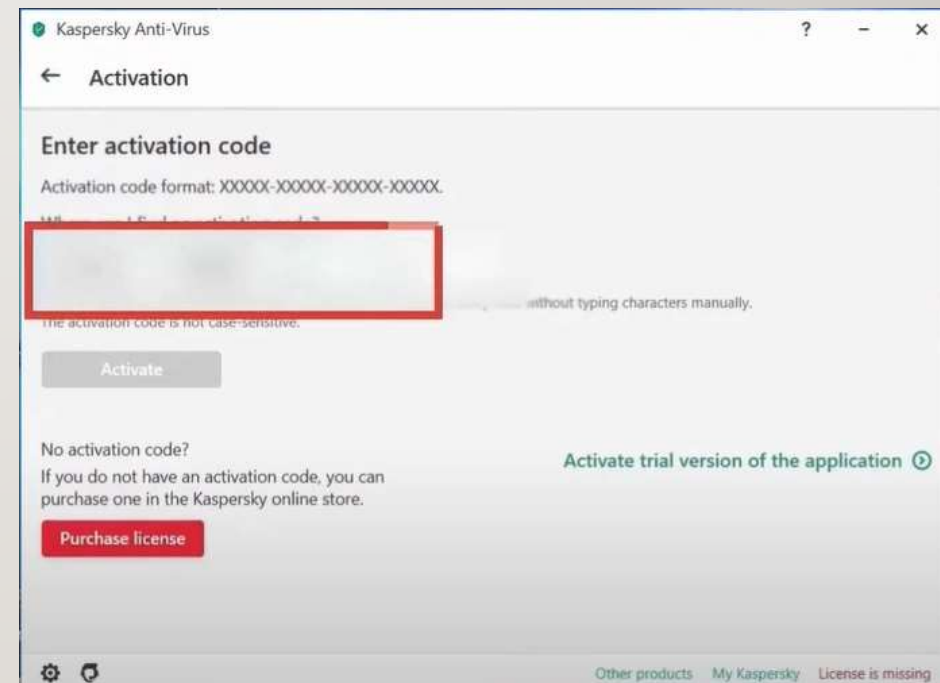 Kaspersky Anti-Virus
? – ×
← Activation
Enter activation code
Activation code format: XXXXX-XXXXX-XXXXX-XXXXX.
without typing characters manually.
The activation code is not case-sensitive.
Activate
No activation code?
If you do not have an activation code, you can
purchase one in the Kaspersky online store.
Activate trial version of the application
Purchase license
Other products My Kaspersky License is missing